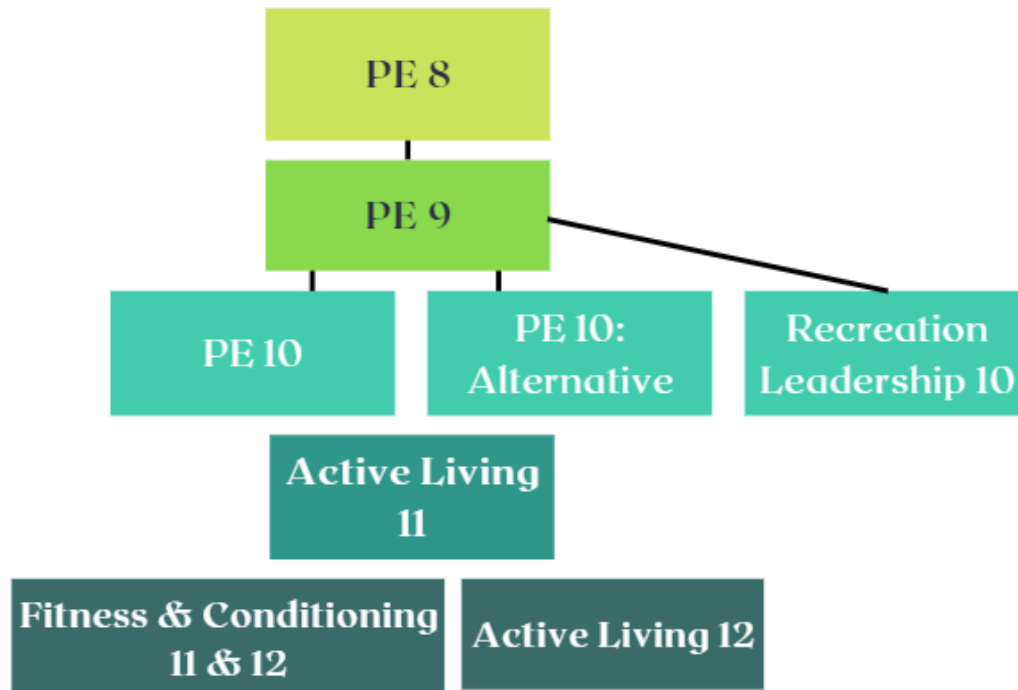 PE 8
PE 9
PE 10
PE 10:
Alternative
Recreation
Leadership 10
Active Living
11
Fitness & Conditioning
11 & 12
Active Living 12